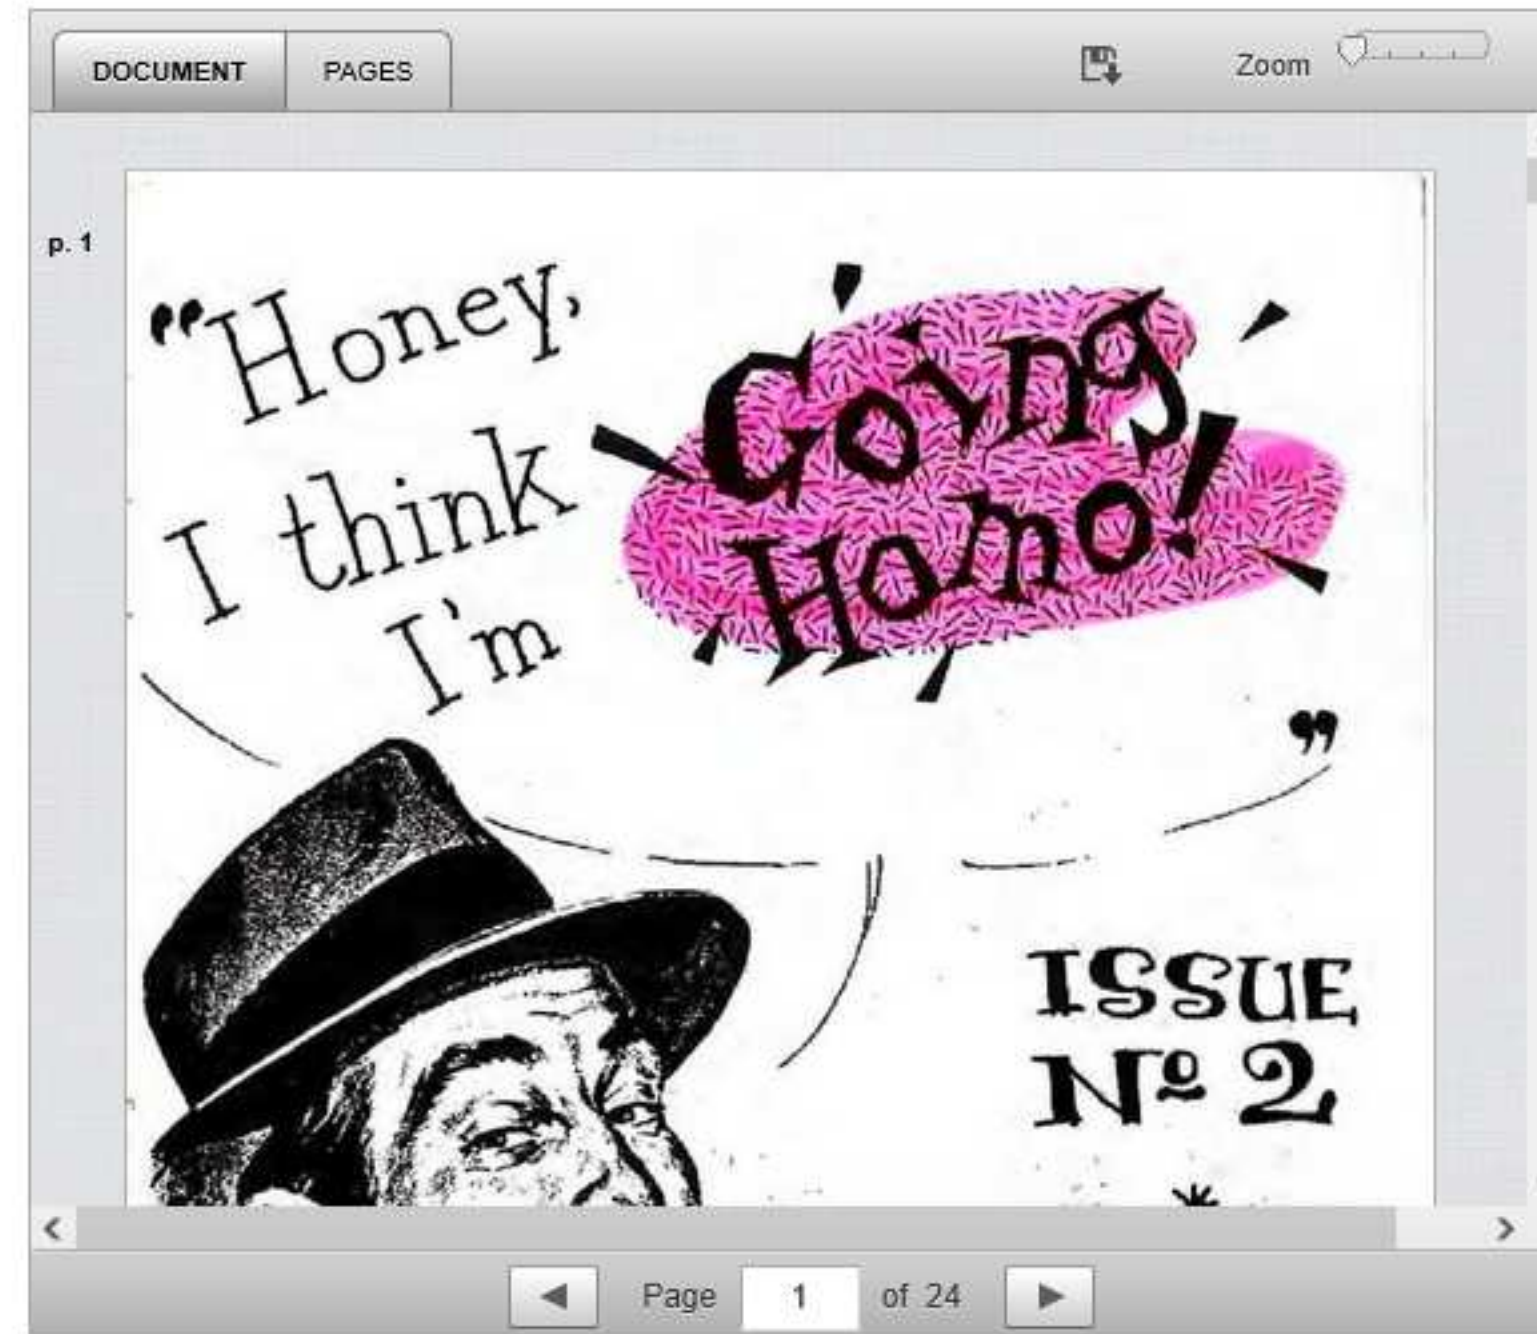 DOCUMENT PAGES Zoom
p. 1
“Honey,
I think
I'm
Going
Homo!
”
ISSUE
Nº 2
Page 1 of 24